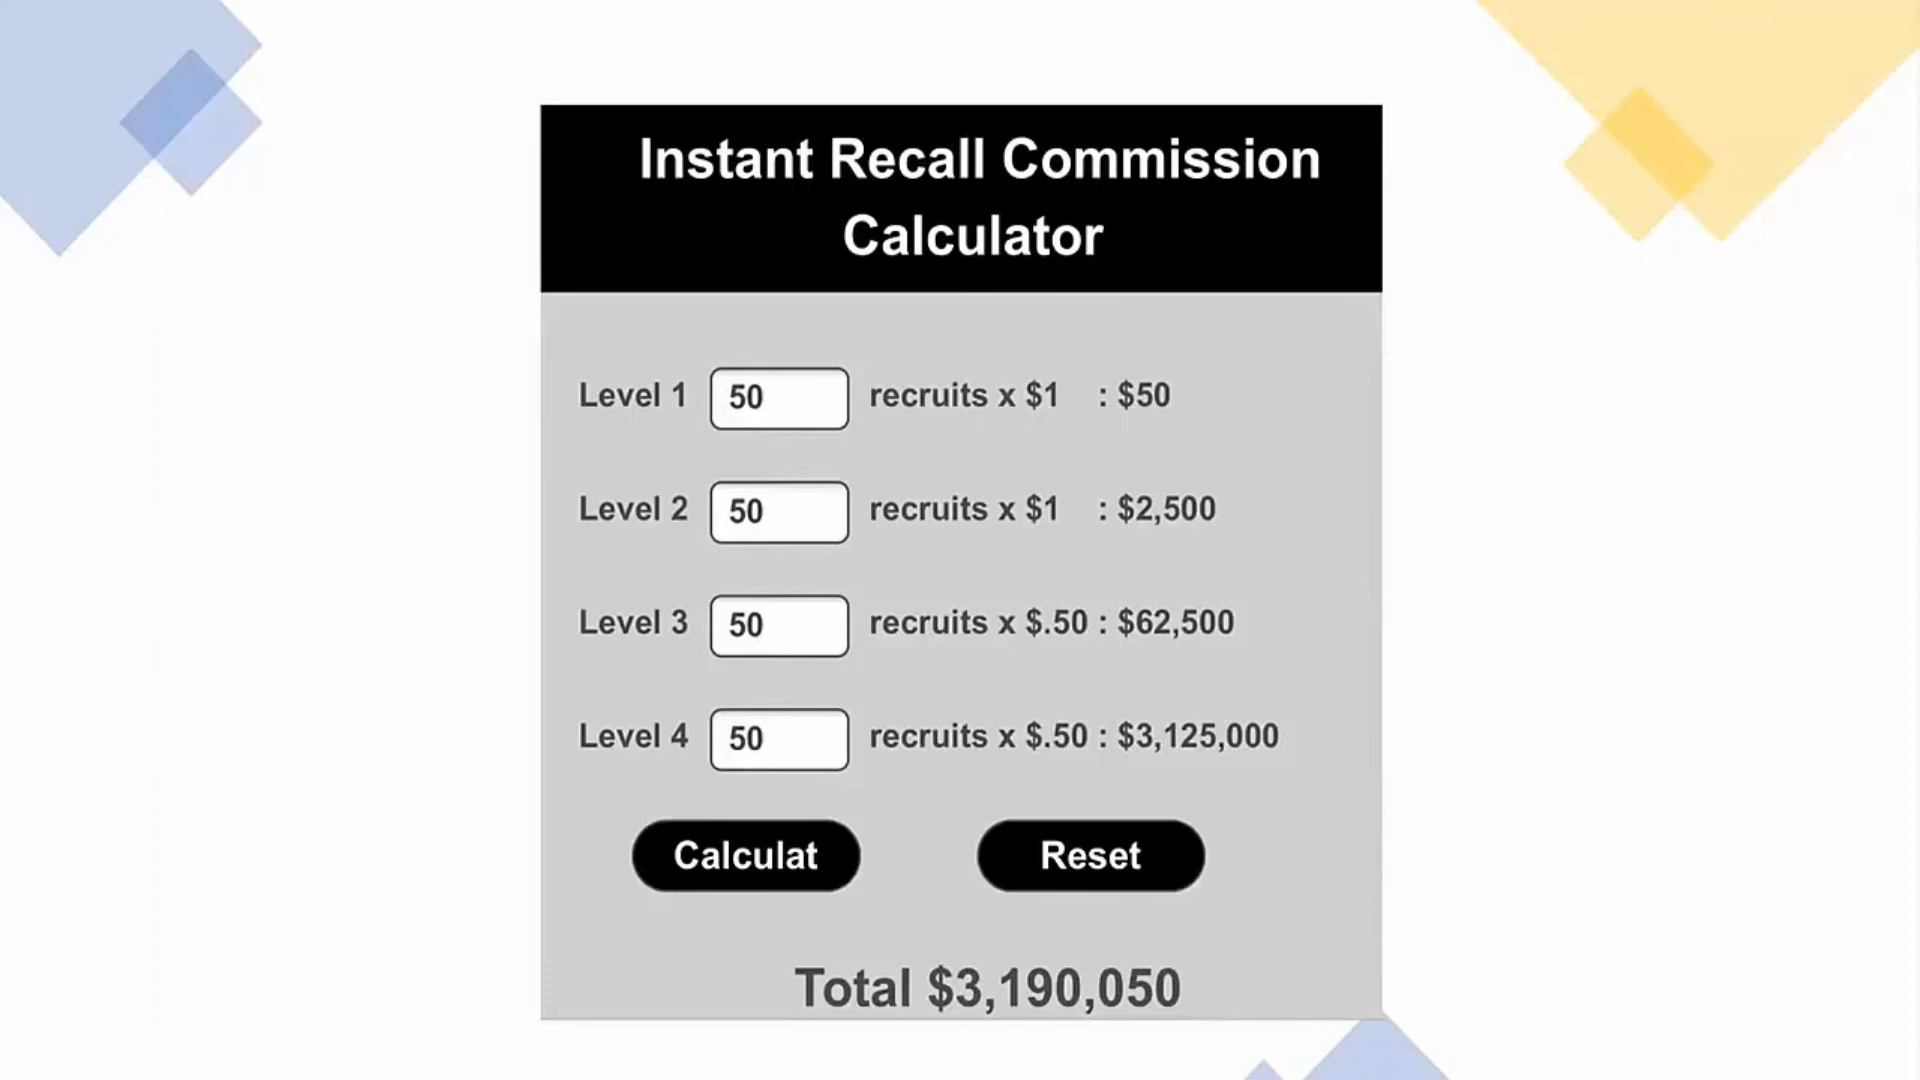 Instant Recall Commission
Calculator
Level 1 50 recruits x $1 : $50
Level 2 50 recruits x $1 : $2,500
Level 3 50 recruits x $.50 : $62,500
Level 4 50 recruits x $.50 : $3,125,000
Calculat Reset
Total $3,190,050